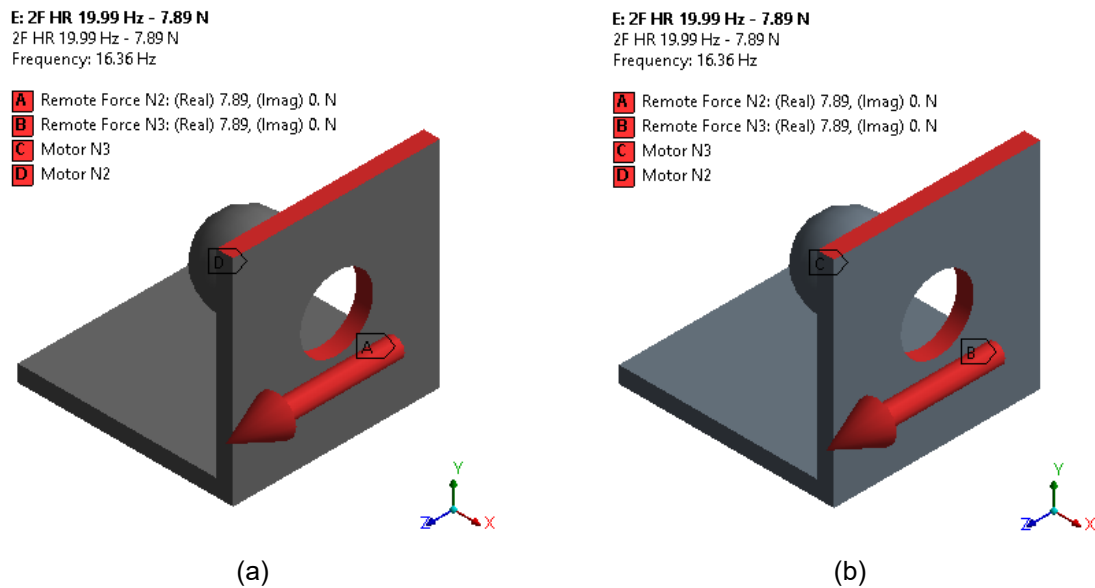 E: 2F HR 19.99 Hz - 7.89 N
2F HR 19.99 Hz - 7.89 N
Frequency: 16.36 Hz
A Remote Force N2: (Real) 7.89, (Imag) 0. N
B Remote Force N3: (Real) 7.89, (Imag) 0. N
C Motor N3
D Motor N2
D
A
Y
Z X
(a)
E: 2F HR 19.99 Hz - 7.89 N
2F HR 19.99 Hz - 7.89 N
Frequency: 16.36 Hz
A Remote Force N2: (Real) 7.89, (Imag) 0. N
B Remote Force N3: (Real) 7.89, (Imag) 0. N
C Motor N3
D Motor N2
C
B
Y
Z X
(b)